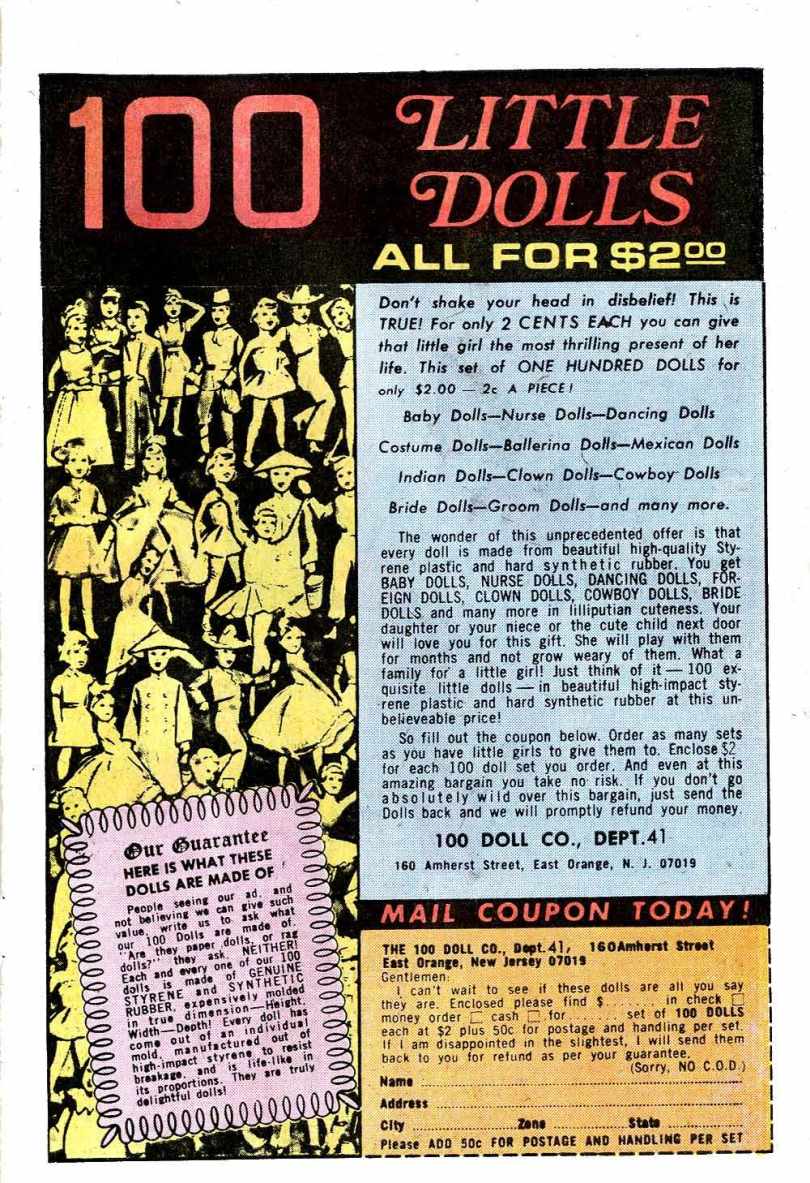 100
LITTLE
DOLLS
ALL FOR $2.00
Don't shake your head in disbelief! This is
TRUE! For only 2 CENTS EACH you can give
that little girl the most thrilling present of her
life. This set of ONE HUNDRED DOLLS for
only $2.00 — 2c A PIECE!
Baby Dolls—Nurse Dolls—Dancing Dolls
Costume Dolls—Ballerina Dolls—Mexican Dolls
Indian Dolls—Clown Dolls—Cowboy Dolls
Bride Dolls—Groom Dolls—and many more.
The wonder of this unprecedented offer is that
every doll is made from beautiful high-quality Sty-
rene plastic and hard synthetic rubber. You get
BABY DOLLS, NURSE DOLLS, DANCING DOLLS, FOR-
EIGN DOLLS, CLOWN DOLLS, COWBOY DOLLS, BRIDE
DOLLS and many more in lilliputian cuteness. Your
daughter or your niece or the cute child next door
will love you for this gift. She will play with them
for months and not grow weary of them. What a
family for a little girl! Just think of it — 100 ex-
quisite little dolls — in beautiful high-impact sty-
rene plastic and hard synthetic rubber at this un-
believeable price!
So fill out the coupon below. Order as many sets
as you have little girls to give them to. Enclose $2
for each 100 doll set you order. And even at this
amazing bargain you take no risk. If you don't go
absolutely wild over this bargain, just send the
Dolls back and we will promptly refund your money.
100 DOLL CO., DEPT.41
160 Amherst Street, East Orange, N. J. 07019
Our Guarantee
HERE IS WHAT THESE
DOLLS ARE MADE OF
People seeing our ad, and
not believing we can give such
value, write us to ask what
our 100 Dolls are made of.
"Are they paper dolls, or rag
dolls?" they ask. NEITHER!
Each and every one of our 100
dolls is made of GENUINE
STYRENE and SYNTHETIC
RUBBER, expensively molded
in true dimension—Height,
Width—Depth! Every doll has
come out of an individual
mold, manufactured out of
high-impact styrene to resist
breakage, and is life-like in
its proportions. They are truly
delightful dolls!
MAIL COUPON TODAY!
THE 100 DOLL CO., Dept.41, 160 Amherst Street
East Orange, New Jersey 07019
Gentlemen:
I can't wait to see if these dolls are all you say
they are. Enclosed please find $........ in check □
money order □ cash □ for........ set of 100 DOLLS
each at $2 plus 50c for postage and handling per set.
If I am disappointed in the slightest, I will send them
back to you for refund as per your guarantee.
(Sorry, NO C.O.D.)
Name
Address
City Zone State
Please ADD 50c FOR POSTAGE AND HANDLING PER SET